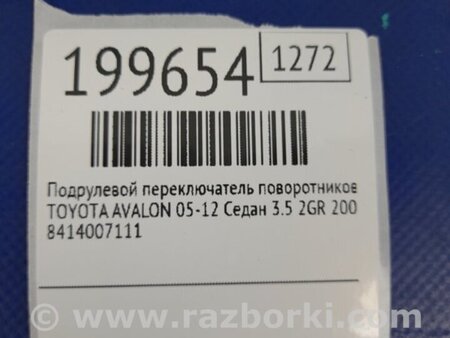 199654
1272
Подрулевой переключатель поворотников
TOYOTA AVALON 05-12 Седан 3.5 2GR 200
8414007111
© www.razborki.com